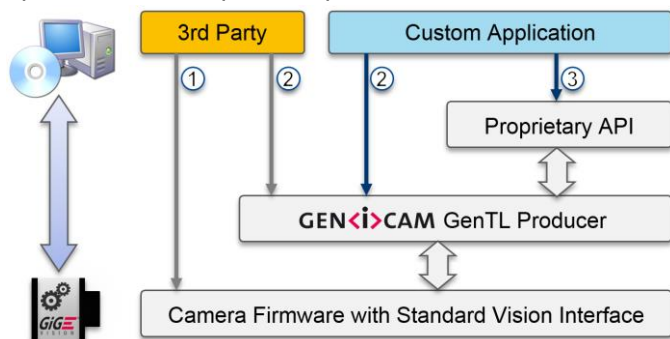 3rd Party
Custom Application
1
2
2
3
Proprietary API
GEN<i>CAM GenTL Producer
GiGE
VISION
Camera Firmware with Standard Vision Interface